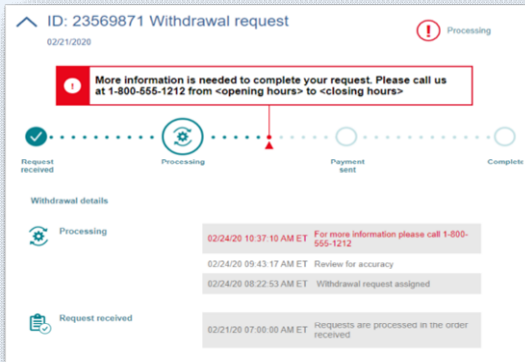 ID: 23569871 Withdrawal request
Processing
02/21/2020
More information is needed to complete your request. Please call us
at 1-800-555-1212 from <opening hours> to <closing hours>
Request
received
Processing
Payment
sent
Complete
Withdrawal details
Processing
02/24/20 10:37:10 AM ET For more information please call 1-800-
555-1212
02/24/20 09:43:17 AM ET Review for accuracy
02/24/20 08:22:53 AM ET Withdrawal request assigned
Request received
02/21/20 07:00:00 AM ET Requests are processed in the order
received